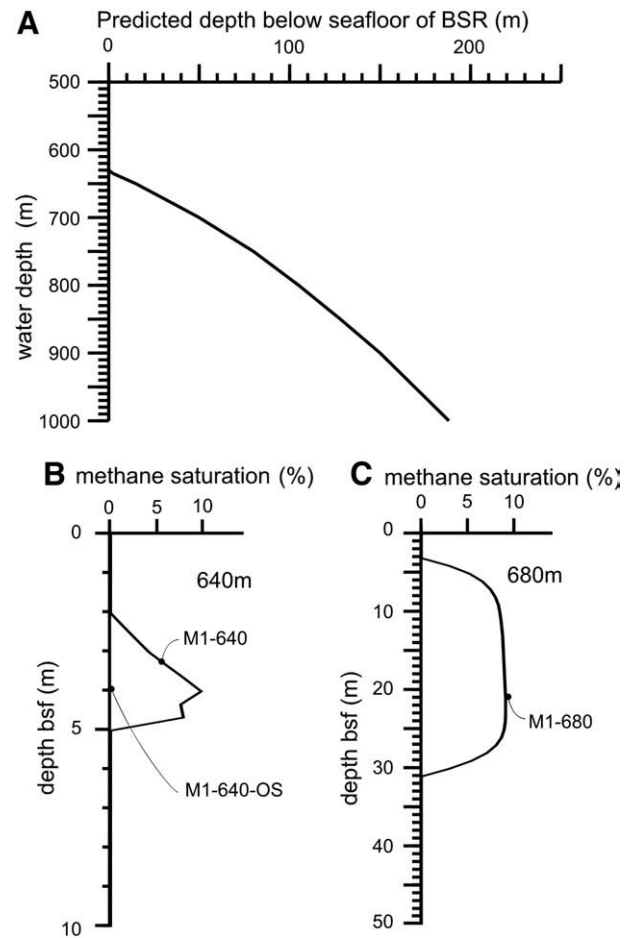 A Predicted depth below seafloor of BSR (m)
0 100 200
500
600
700
800
900
1000
water depth (m)
B methane saturation (%)
0 5 10
0
5
10
640m
M1-640
M1-640-OS
depth bsf (m)
C methane saturation (%)
0 5 10
0
10
20
30
40
50
680m
M1-680
depth bsf (m)